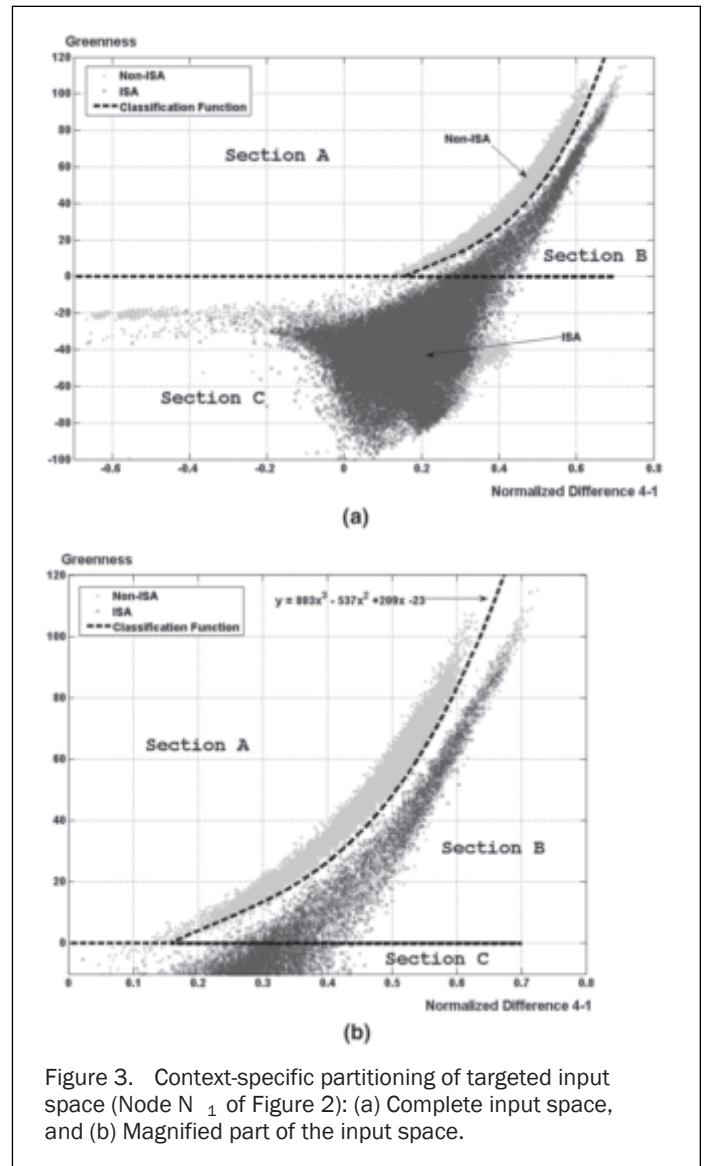 Greenness
120
100
80
60
40
20
0
-20
-40
-60
-80
-100
Non-ISA
ISA
Classification Function
Section A
Non-ISA
Section B
ISA
Section C
-0.6 -0.4 -0.2 0 0.2 0.4 0.6 0.8
Normalized Difference 4-1
(a)
Greenness
120
100
80
60
40
20
0
Non-ISA
ISA
Classification Function
y = 803x³ - 537x² +209x -23
Section A
Section B
Section C
0 0.1 0.2 0.3 0.4 0.5 0.6 0.7 0.8
Normalized Difference 4-1
(b)
Figure 3. Context-specific partitioning of targeted input
space (Node N 1 of Figure 2): (a) Complete input space,
and (b) Magnified part of the input space.